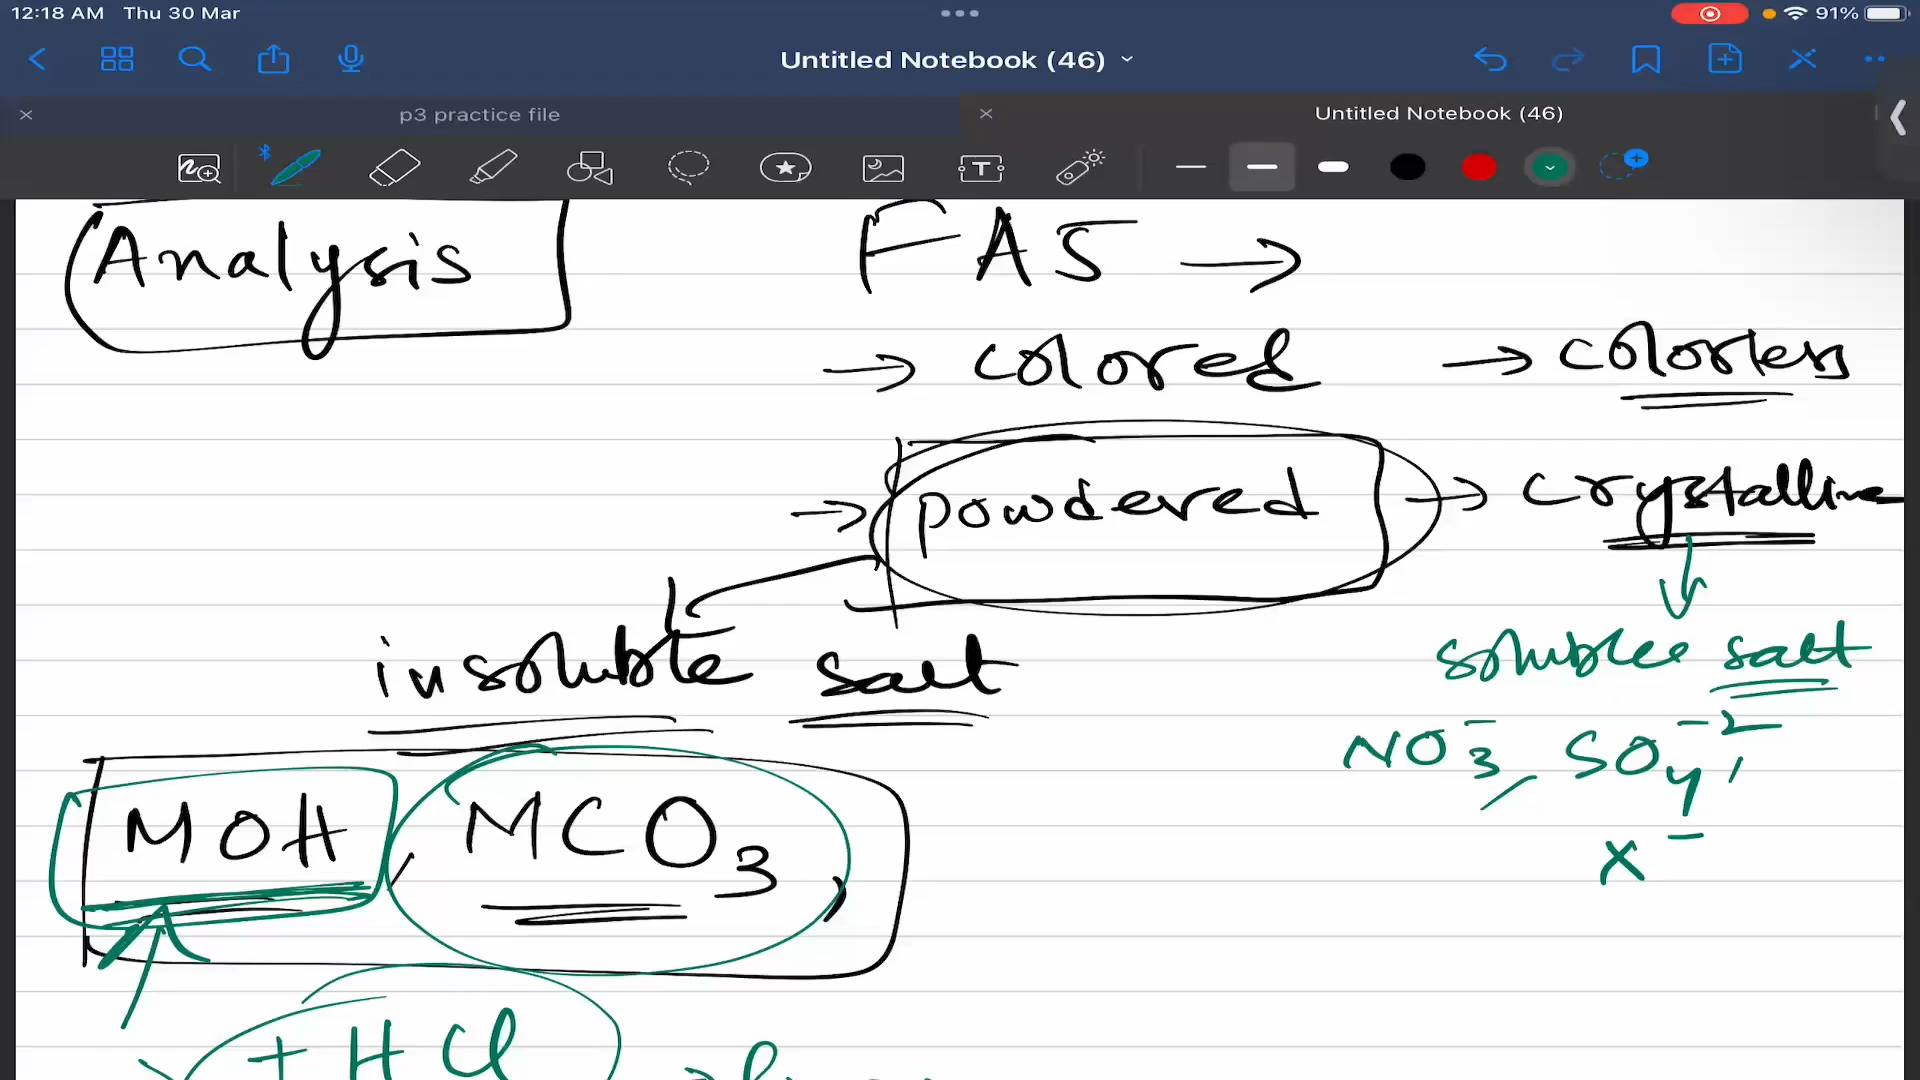 12:18 AM Thu 30 Mar
91%
Untitled Notebook (46)
p3 practice file
Untitled Notebook (46)
Analysis
FA5 →
→ colored → colorless
→ powdered → crystalline
insoluble salt
soluble salt
NO3⁻, SO4⁻²,
X⁻
MOH, MCO3,
+ HCl